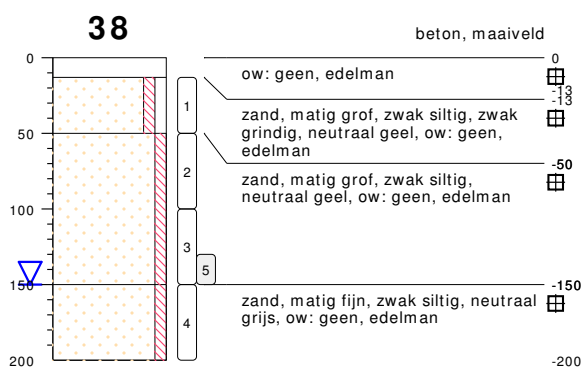 38
beton, maaiveld
0
0
ow: geen, edelman
-13
-13
1
zand, matig grof, zwak siltig, zwak
grindig, neutraal geel, ow: geen,
edelman
50
-50
2
zand, matig grof, zwak siltig,
neutraal geel, ow: geen, edelman
100
3
5
150
-150
zand, matig fijn, zwak siltig, neutraal
grijs, ow: geen, edelman
4
200
-200